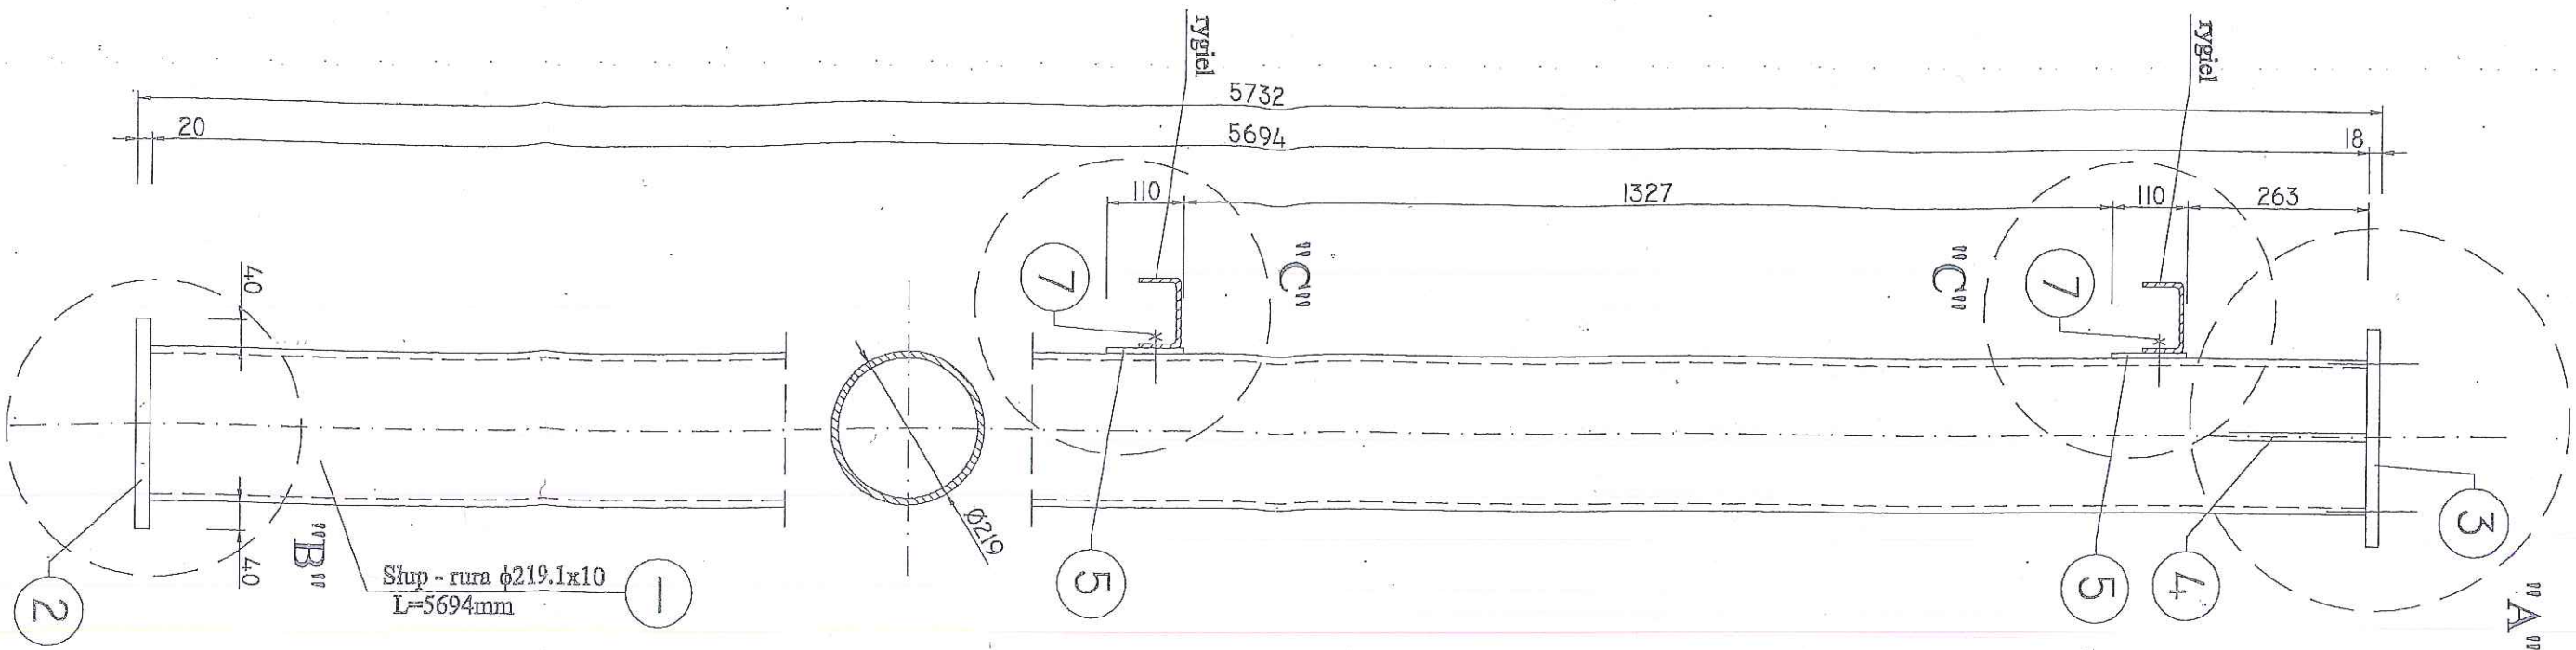 rygiel
rygiel
5732
20
5694
18
110
1327
110
263
"C"
"C"
7
7
40
40
φ219
"B"
Słup - rura φ219.1x10
L=5694mm
1
2
5
5
4
3
"A"